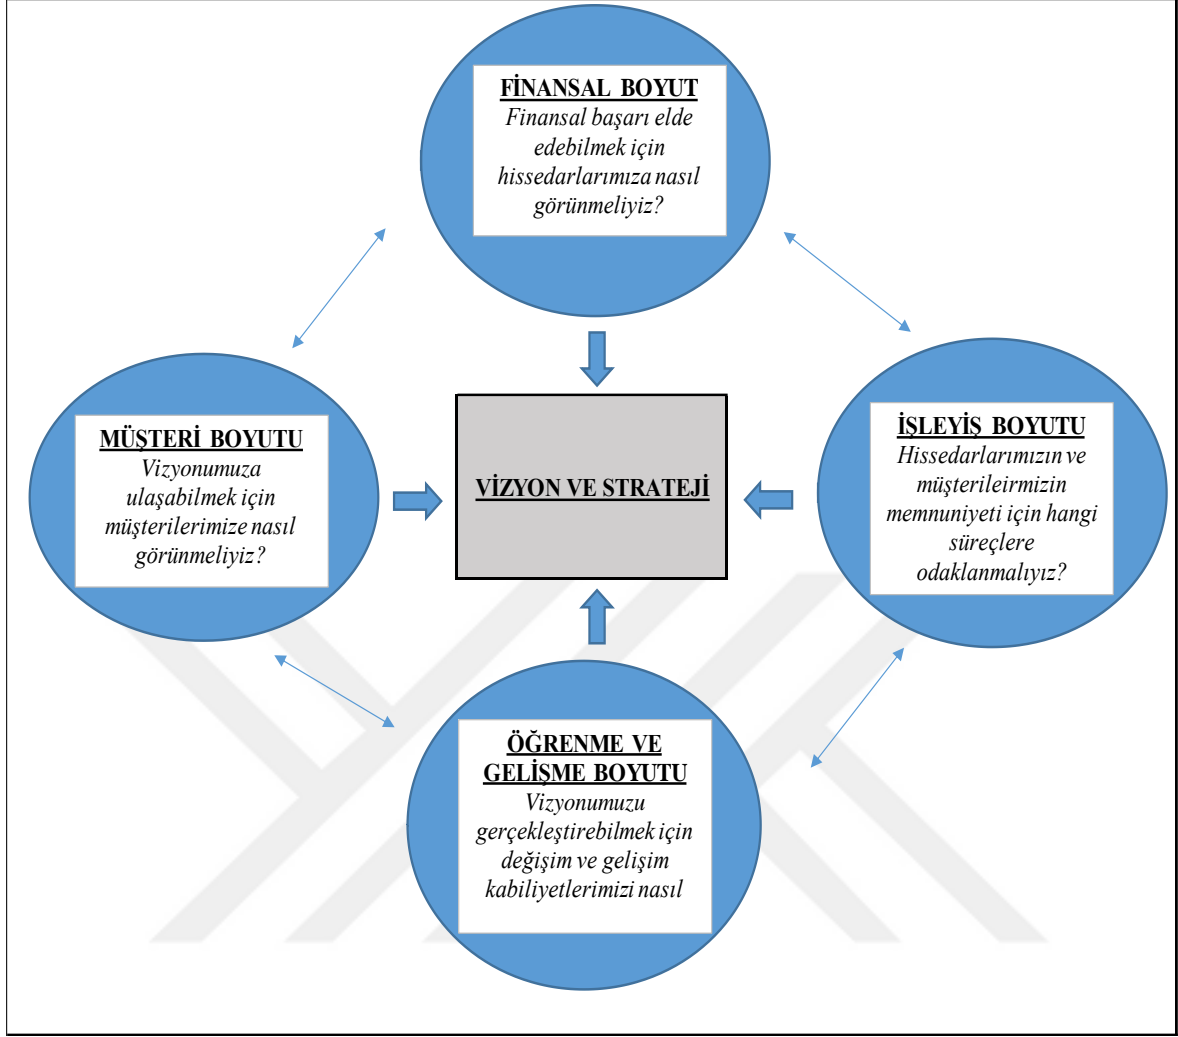 FİNANSAL BOYUT
Finansal başarı elde
edebilmek için
hissedarlarımıza nasıl
görünmeliyiz?
MÜŞTERİ BOYUTU
Vizyonumuza
ulaşabilmek için
müşterilerimize nasıl
görünmeliyiz?
VİZYON VE STRATEJİ
İŞLEYİŞ BOYUTU
Hissedarlarımızın ve
müşterileirmizin
memnuniyeti için hangi
süreçlere
odaklanmalıyız?
ÖĞRENME VE
GELİŞME BOYUTU
Vizyonumuzu
gerçekleştirebilmek için
değişim ve gelişim
kabiliyetlerimizi nasıl